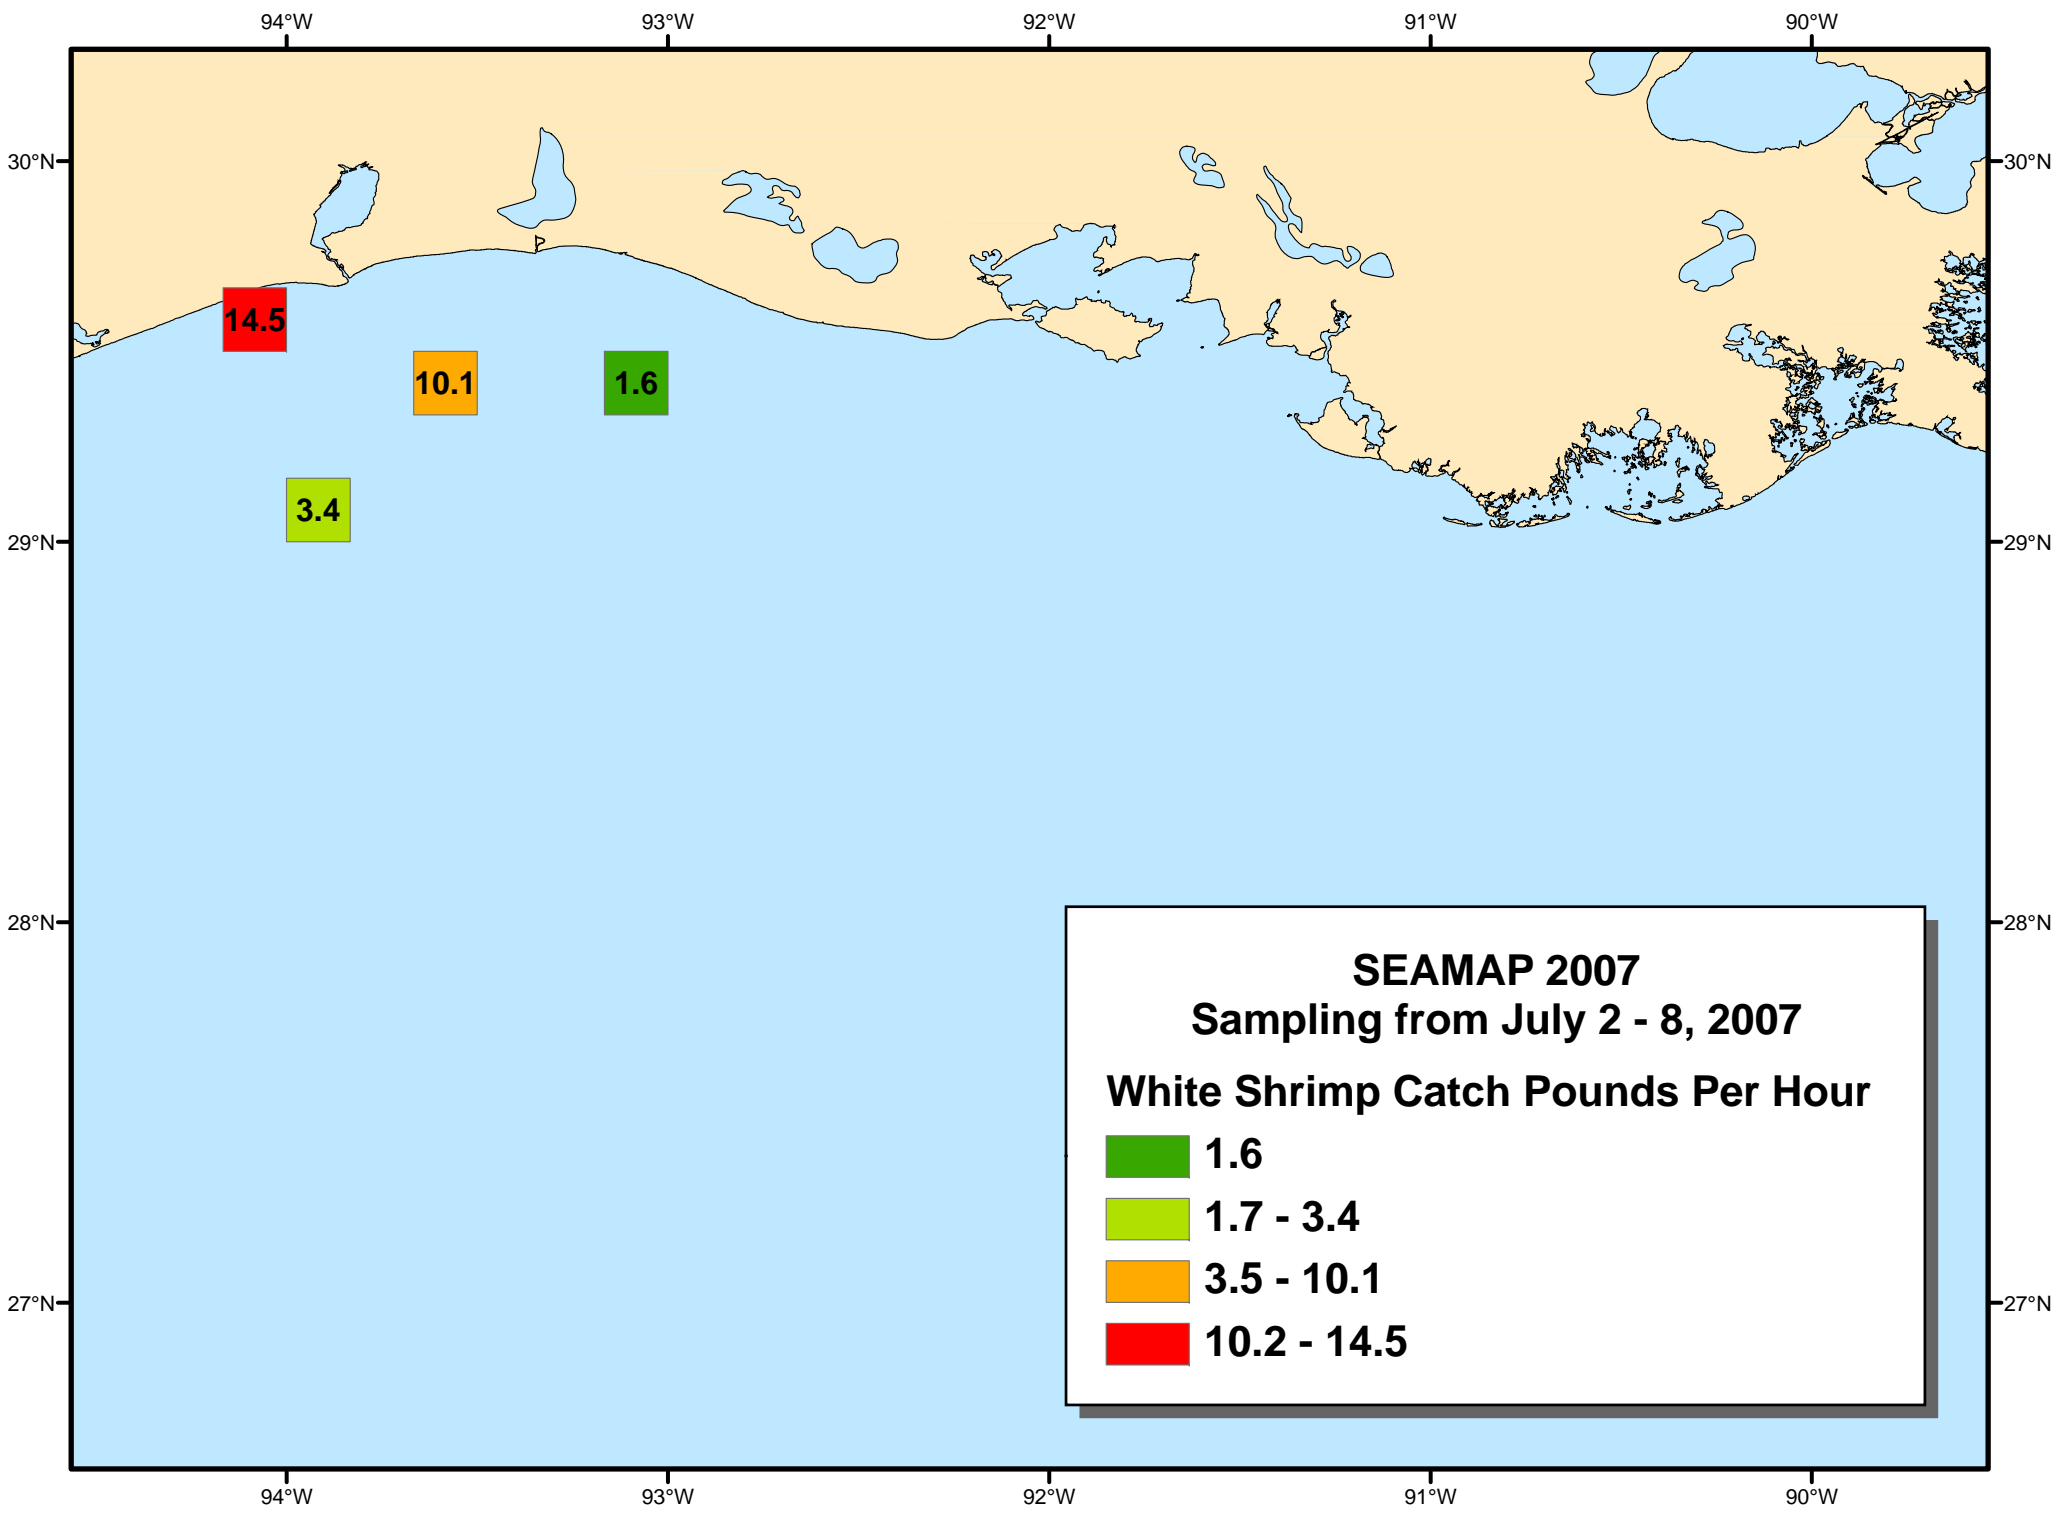 94°W 93°W 92°W 91°W 90°W
30°N 30°N
14.5
10.1 1.6
3.4
29°N 29°N
28°N 28°N
SEAMAP 2007
Sampling from July 2 - 8, 2007
White Shrimp Catch Pounds Per Hour
1.6
1.7 - 3.4
3.5 - 10.1
27°N 27°N
10.2 - 14.5
94°W 93°W 92°W 91°W 90°W